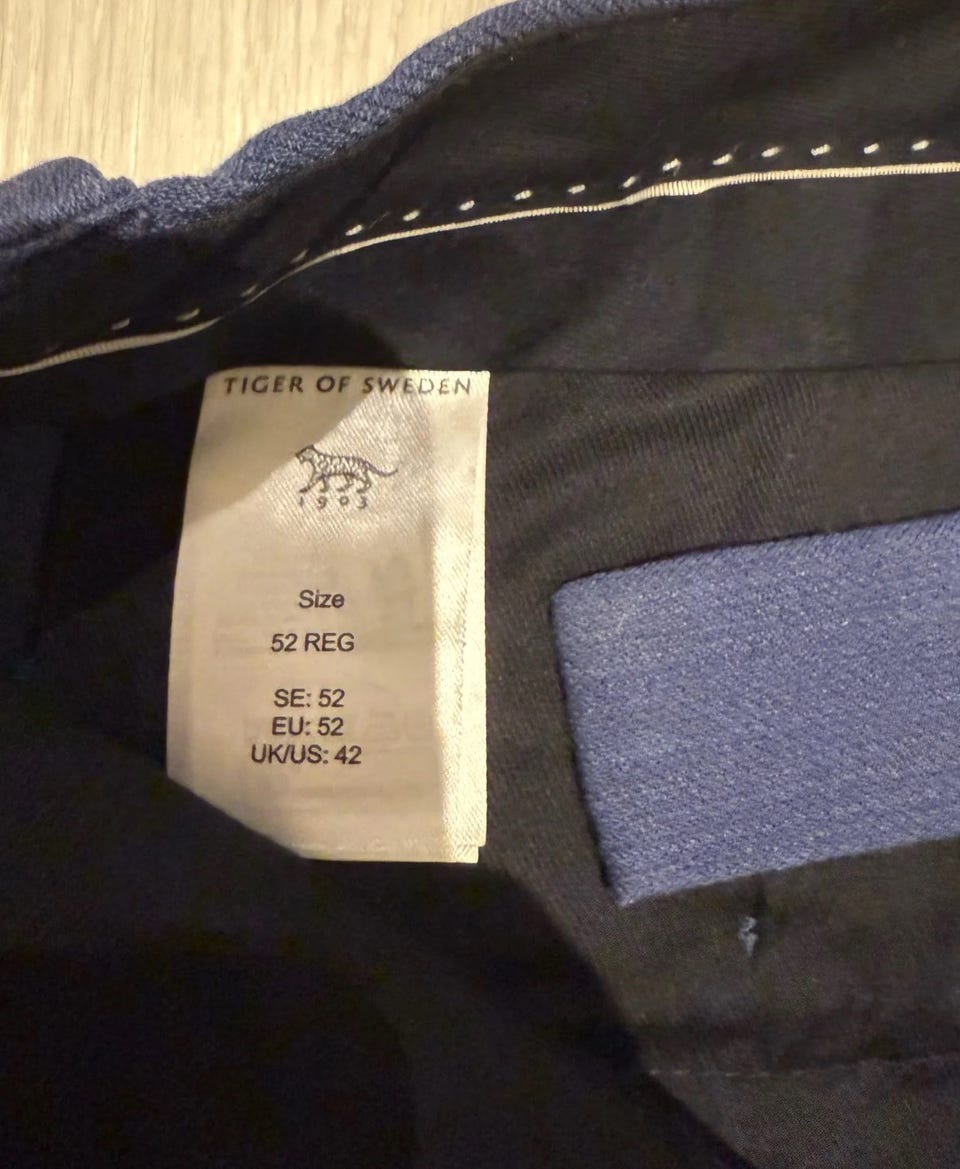 TIGER OF SWEDEN
1903
Size
52 REG
SE: 52
EU: 52
UK/US: 42